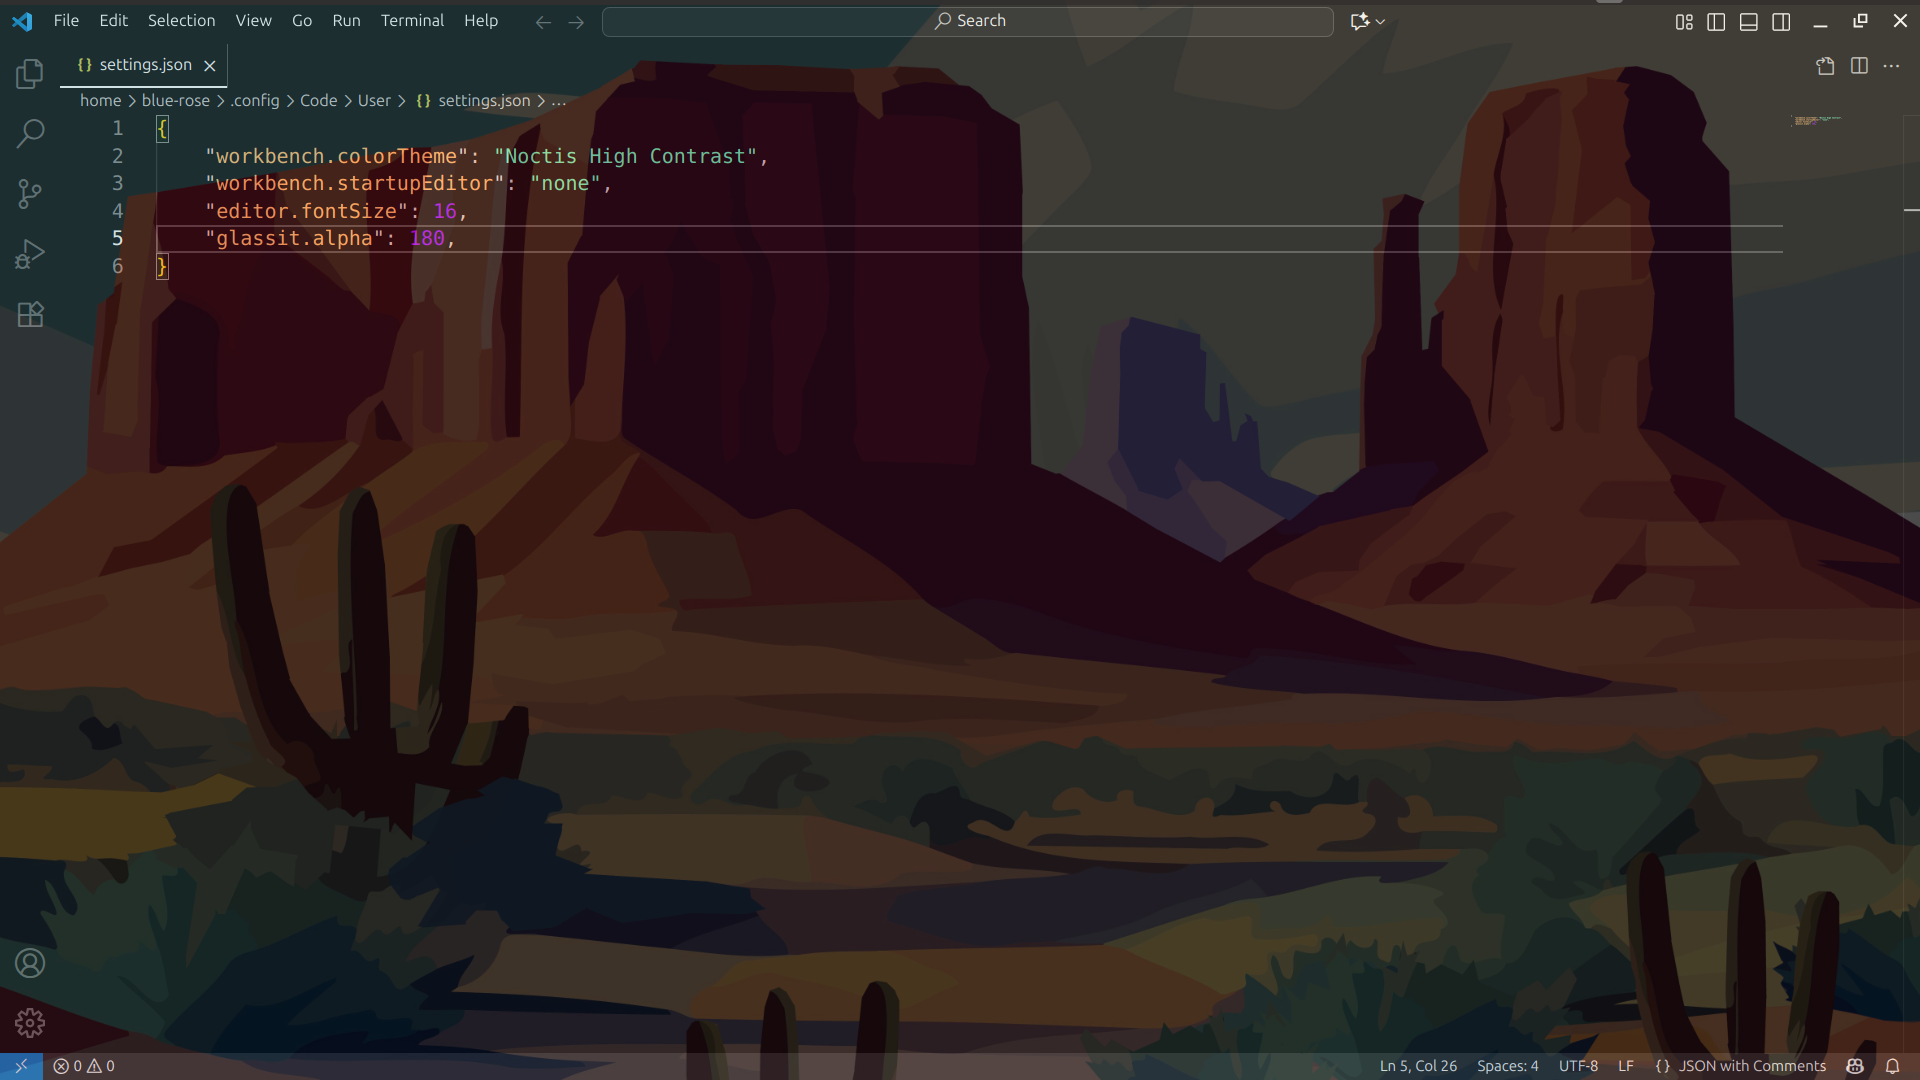 File Edit Selection View Go Run Terminal Help Search
settings.json
home > blue-rose > .config > Code > User > {} settings.json > ...
1 {
2 "workbench.colorTheme": "Noctis High Contrast",
3 "workbench.startupEditor": "none",
4 "editor.fontSize": 16,
5 "glassit.alpha": 180,
6 }
0 0 Ln 5, Col 26 Spaces: 4 UTF-8 LF {} JSON with Comments